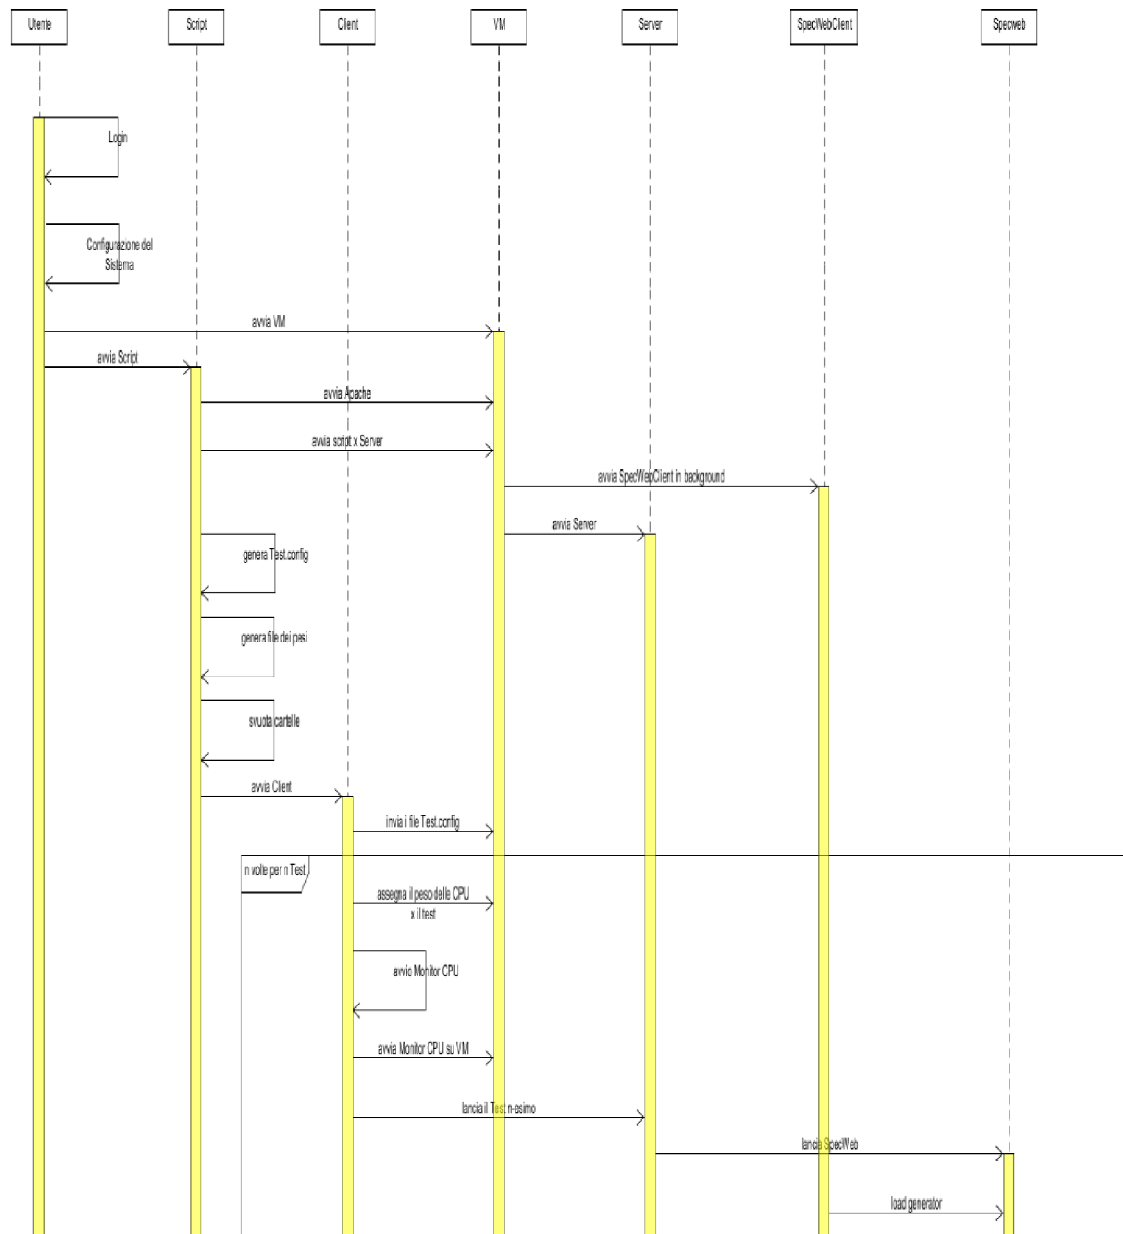 Utente
Script
Client
VM
Server
SpecWebClient
Specweb
Login
Configurazione del
Sistema
avvia VM
avvia Script
avvia Apache
avvia script x Server
avvia SpecWebClient in background
avvia Server
genera Test.config
genera file dei pesi
svuota cartelle
avvia Client
invia i file Test.config
n volte per n Test
assegna il peso delle CPU
x il test
avvio Monitor CPU
avvia Monitor CPU su VM
lancia il Test n-esimo
lancia SpecWeb
load generator